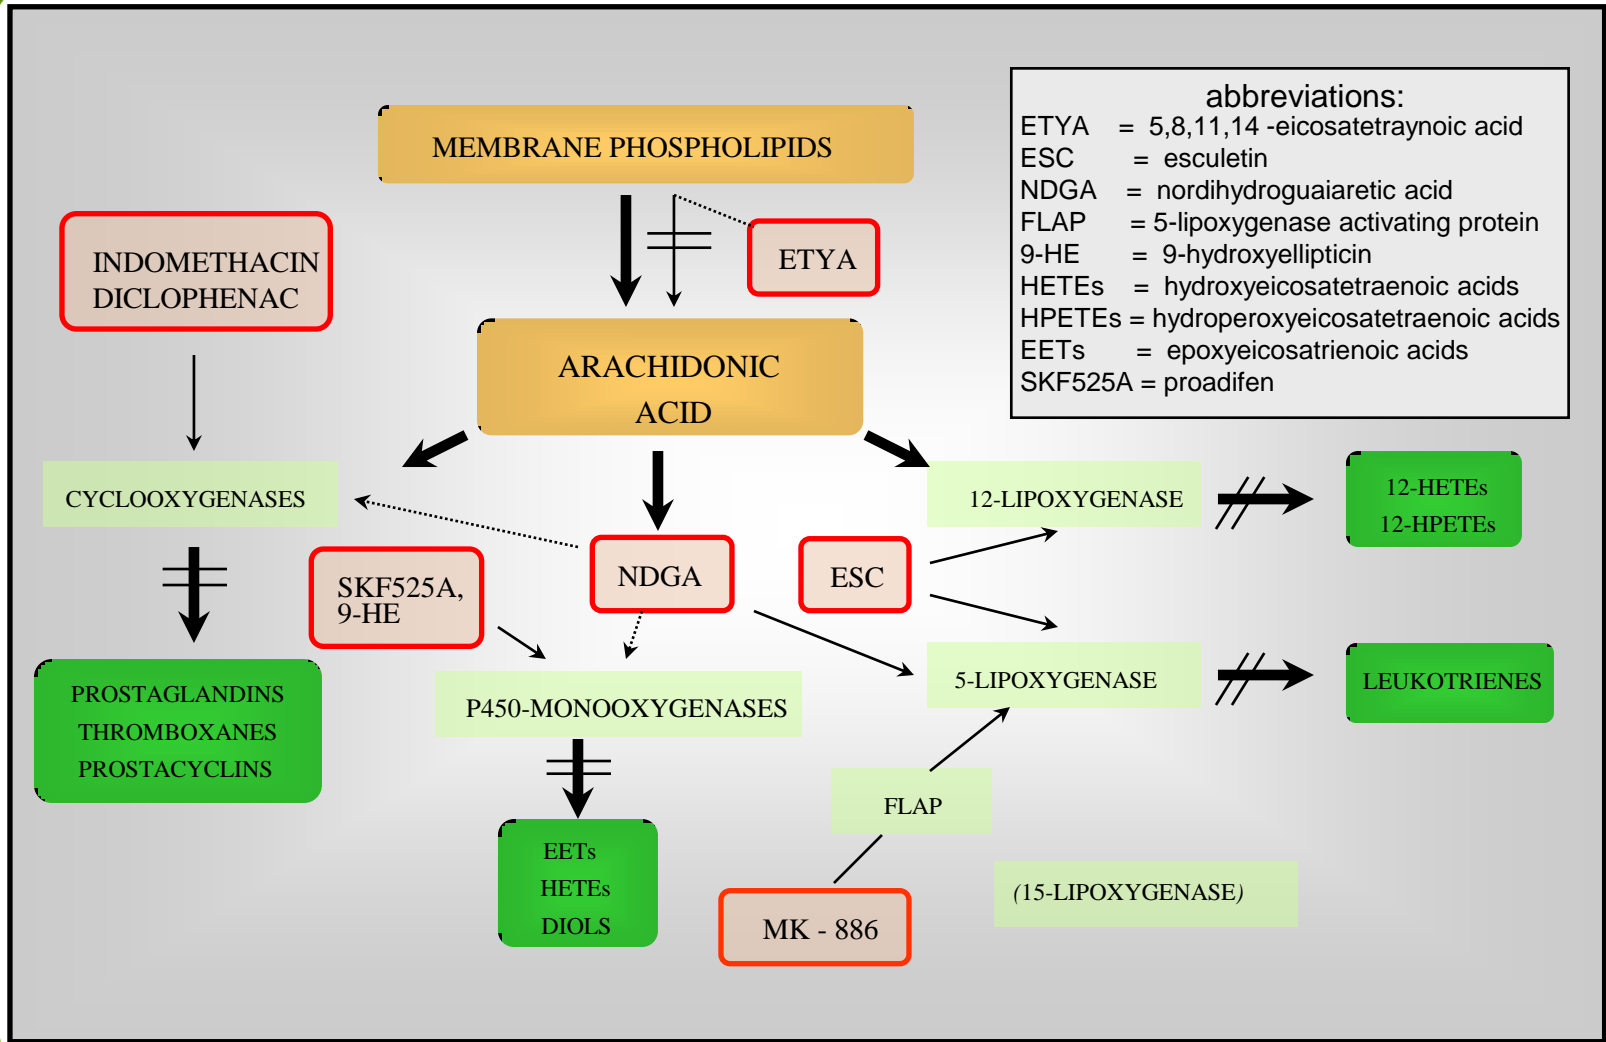 abbreviations:
ETYA = 5,8,11,14 -eicosatetraynoic acid
ESC = esculetin
NDGA = nordihydroguaiaretic acid
FLAP = 5-lipoxygenase activating protein
9-HE = 9-hydroxyellipticin
HETEs = hydroxyeicosatetraenoic acids
HPETEs = hydroperoxyeicosatetraenoic acids
EETs = epoxyeicosatrienoic acids
SKF525A = proadifen
MEMBRANE PHOSPHOLIPIDS
INDOMETHACIN
DICLOPHENAC
ETYA
ARACHIDONIC
ACID
CYCLOOXYGENASES
12-LIPOXYGENASE
12-HETEs
12-HPETEs
SKF525A,
9-HE
NDGA
ESC
PROSTAGLANDINS
THROMBOXANES
PROSTACYCLINS
P450-MONOOXYGENASES
5-LIPOXYGENASE
LEUKOTRIENES
FLAP
EETs
HETEs
DIOLS
(15-LIPOXYGENASE)
MK - 886